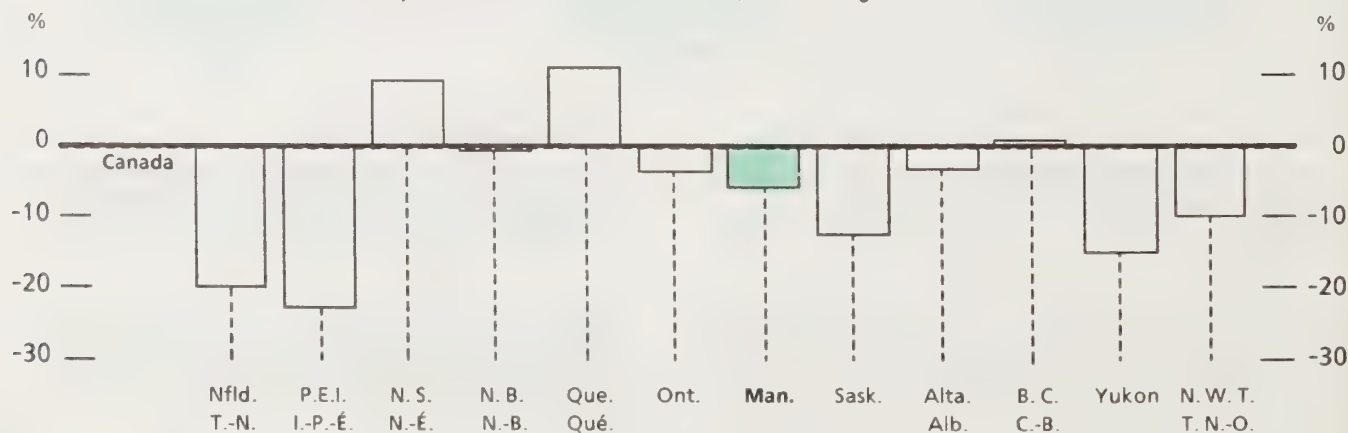 % %
10 10
0 0
Canada
-10 -10
-20 -20
-30 -30
Nfld. P.E.I. N. S. N. B. Que. Ont. Man. Sask. Alta. B. C. Yukon N. W. T.
T.-N. I.-P.-É. N.-É. N.-B. Qué. Alb. C.-B. T. N.-O.